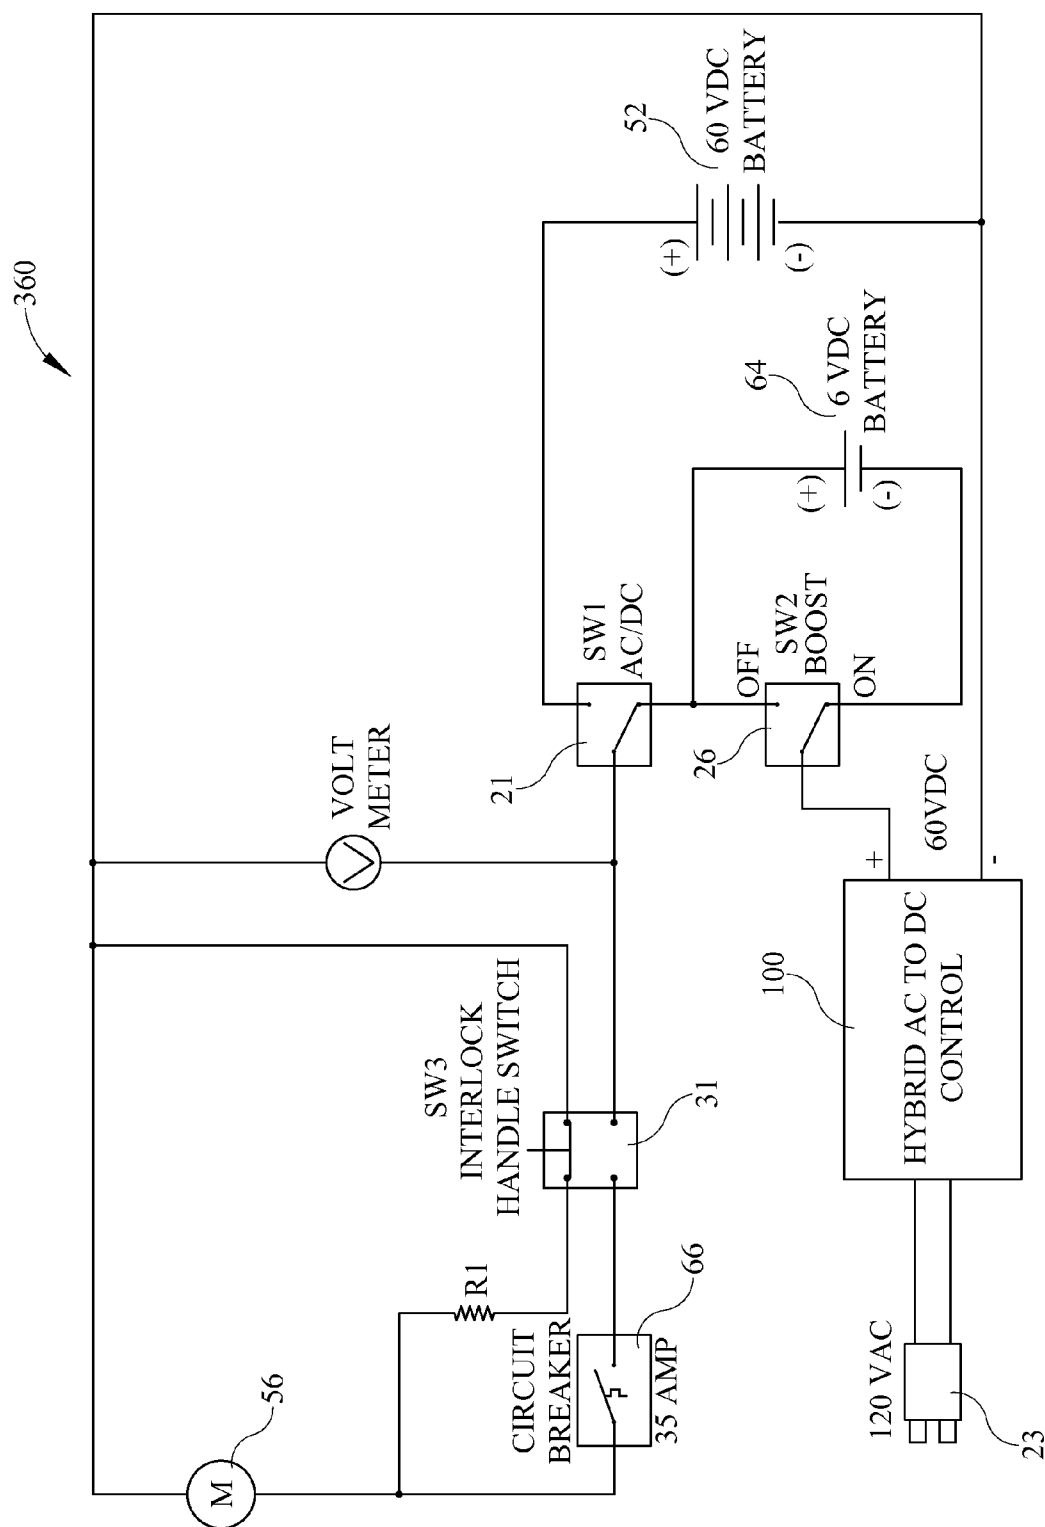 360
52
60 VDC
BATTERY
(+)
(-)
64
6 VDC
BATTERY
(+)
(-)
SW1
AC/DC
21
OFF
SW2
BOOST
ON
26
VOLT
METER
60VDC
+
-
100
HYBRID AC TO DC
CONTROL
SW3
INTERLOCK
HANDLE SWITCH
31
R1
CIRCUIT
BREAKER
35 AMP
66
56
M
120 VAC
23